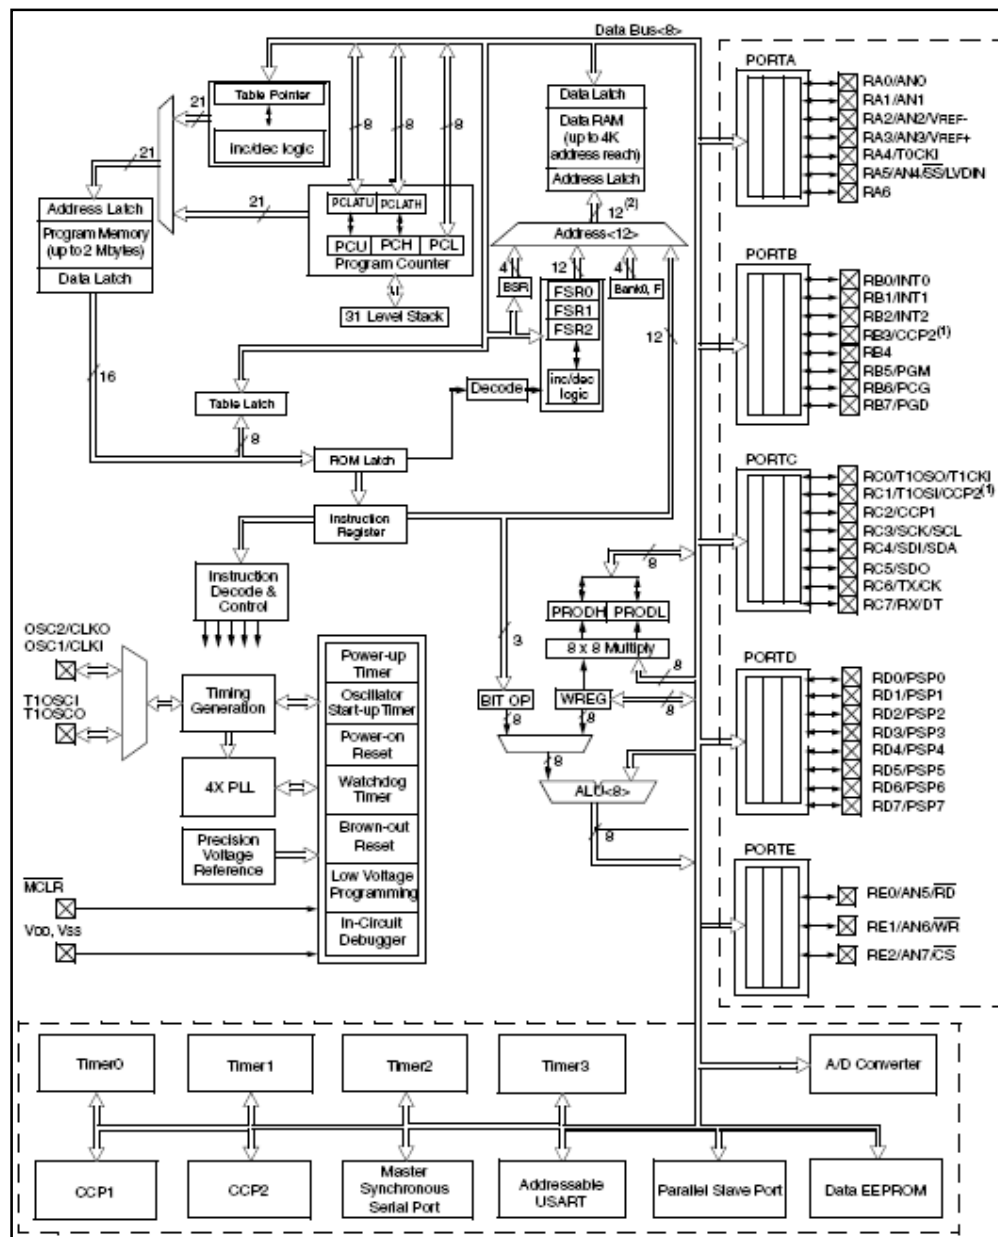 Data Bus<8>
21
Table Pointer
inc/dec logic
8
8
8
21
21
Address Latch
Program Memory
(up to 2 Mbytes)
Data Latch
PCLATU
PCLATH
PCU
PCH
PCL
Program Counter
31 Level Stack
16
Table Latch
8
Data Latch
Data RAM
(up to 4K
address reach)
Address Latch
12(2)
Address<12>
4
12
4
BSR
FSR0
FSR1
FSR2
Bank0, F
12
inc/dec
logic
Decode
ROM Latch
Instruction
Register
Instruction
Decode &
Control
8
PRODH
PRODL
8 x 8 Multiply
3
8
BIT OP
WREG
8
8
8
8
ALU<8>
8
OSC2/CLKO
OSC1/CLKI
T1OSCI
T1OSCO
Timing
Generation
4X PLL
Precision
Voltage
Reference
MCLR
VDD, VSS
Power-up
Timer
Oscillator
Start-up Timer
Power-on
Reset
Watchdog
Timer
Brown-out
Reset
Low Voltage
Programming
In-Circuit
Debugger
PORTA
RA0/AN0
RA1/AN1
RA2/AN2/VREF-
RA3/AN3/VREF+
RA4/T0CKI
RA5/AN4/SS/LVDIN
RA6
PORTB
RB0/INT0
RB1/INT1
RB2/INT2
RB3/CCP2(1)
RB4
RB5/PGM
RB6/PCG
RB7/PGD
PORTC
RC0/T1OSO/T1CKI
RC1/T1OSI/CCP2(1)
RC2/CCP1
RC3/SCK/SCL
RC4/SDI/SDA
RC5/SDO
RC6/TX/CK
RC7/RX/DT
PORTD
RD0/PSP0
RD1/PSP1
RD2/PSP2
RD3/PSP3
RD4/PSP4
RD5/PSP5
RD6/PSP6
RD7/PSP7
PORTE
RE0/AN5/RD
RE1/AN6/WR
RE2/AN7/CS
Timer0
Timer1
Timer2
Timer3
A/D Converter
CCP1
CCP2
Master
Synchronous
Serial Port
Addressable
USART
Parallel Slave Port
Data EEPROM